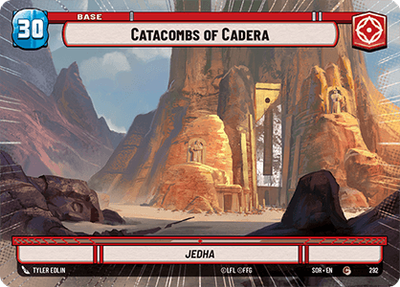 BASE
30
CATACOMBS OF CADERA
JEDHA
TYLER EDLIN
©LFL ©FFG
SOR • EN
C
292